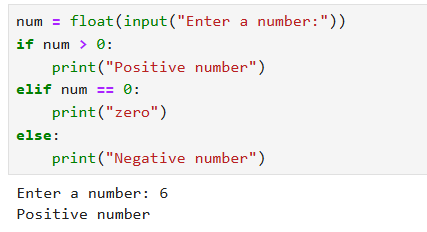 num = float(input("Enter a number:"))
if num > 0:
    print("Positive number")
elif num == 0:
    print("zero")
else:
    print("Negative number")
Enter a number: 6
Positive number